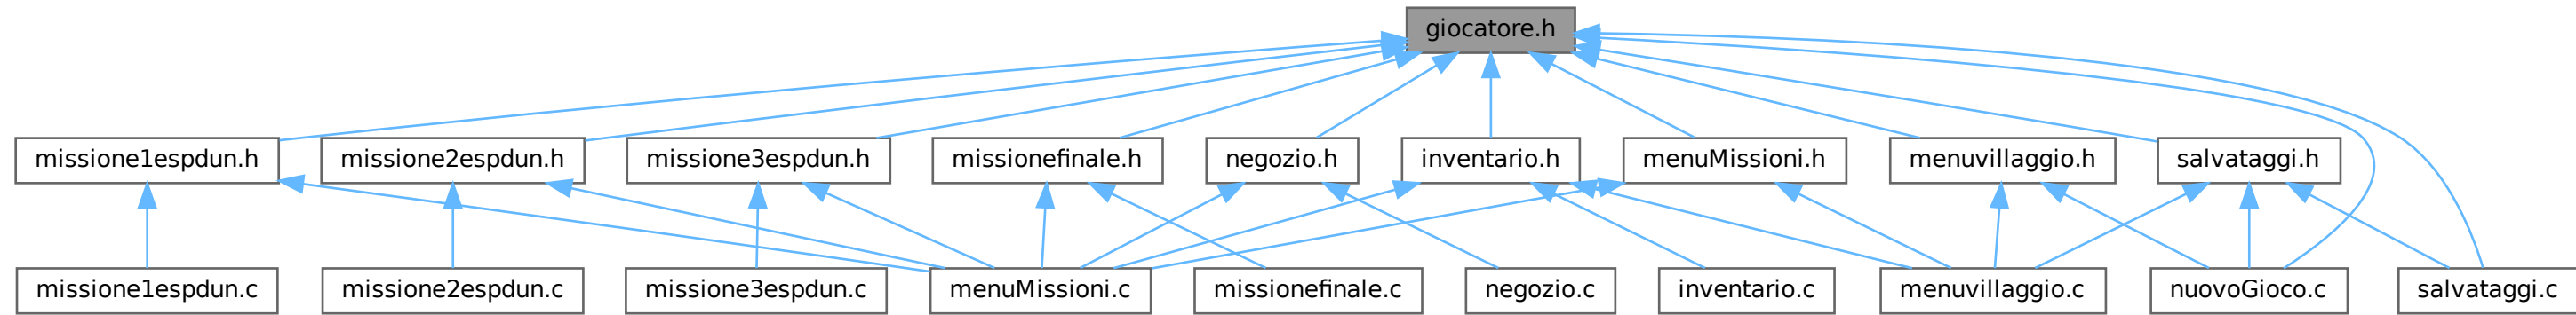 giocatore.h
missione1espdun.h
missione2espdun.h
missione3espdun.h
missionefinale.h
negozio.h
inventario.h
menuMissioni.h
menuvillaggio.h
salvataggi.h
missione1espdun.c
missione2espdun.c
missione3espdun.c
menuMissioni.c
missionefinale.c
negozio.c
inventario.c
menuvillaggio.c
nuovoGioco.c
salvataggi.c